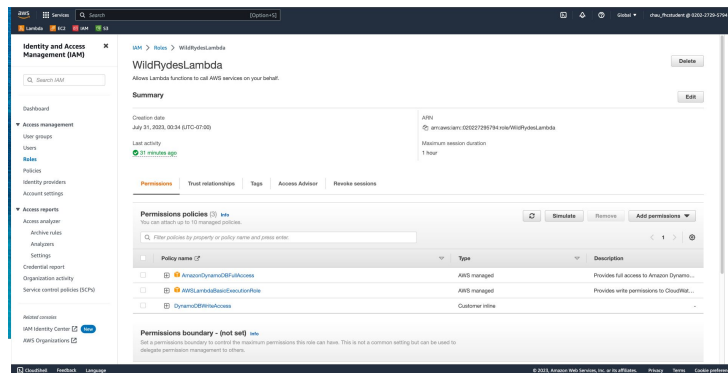 aws
Services
Search
[Option+S]
Global
chau_fhcstudent @ 0202-2729-5794
Lambda
EC2
IAM
S3
Identity and Access Management (IAM)
Search IAM
Dashboard
Access management
User groups
Users
Roles
Policies
Identity providers
Account settings
Access reports
Access analyzer
Archive rules
Analyzers
Settings
Credential report
Organization activity
Service control policies (SCPs)
Related consoles
IAM Identity Center New
AWS Organizations
IAM > Roles > WildRydesLambda
WildRydesLambda
Delete
Allows Lambda functions to call AWS services on your behalf.
Summary
Edit
Creation date
July 31, 2023, 00:34 (UTC-07:00)
ARN
arn:aws:iam::020227295794:role/WildRydesLambda
Last activity
31 minutes ago
Maximum session duration
1 hour
Permissions
Trust relationships
Tags
Access Advisor
Revoke sessions
Permissions policies (3) Info
You can attach up to 10 managed policies.
Simulate
Remove
Add permissions
Filter policies by property or policy name and press enter.
1
Policy name
Type
Description
AmazonDynamoDBFullAccess
AWS managed
Provides full access to Amazon Dynamo...
AWSLambdaBasicExecutionRole
AWS managed
Provides write permissions to CloudWat...
DynamoDBWriteAccess
Customer inline
-
Permissions boundary - (not set) Info
Set a permissions boundary to control the maximum permissions this role can have. This is not a common setting but can be used to
delegate permission management to others.
CloudShell
Feedback
Language
© 2023, Amazon Web Services, Inc. or its affiliates.
Privacy
Terms
Cookie preferences